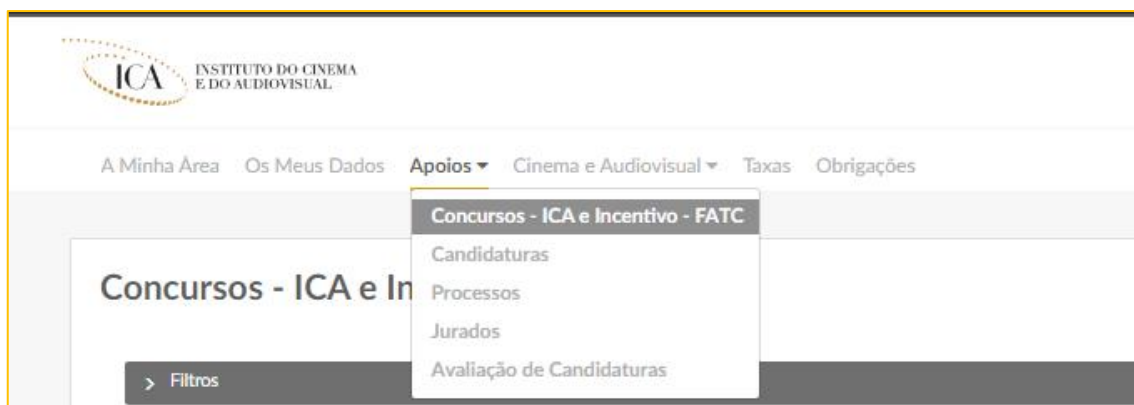 ICA
INSTITUTO DO CINEMA
E DO AUDIOVISUAL
A Minha Área Os Meus Dados Apoios Cinema e Audiovisual Taxas Obrigações
Concursos - ICA e Incentivo - FATC
Candidaturas
Concursos - ICA e In
Processos
Jurados
Avaliação de Candidaturas
Filtros